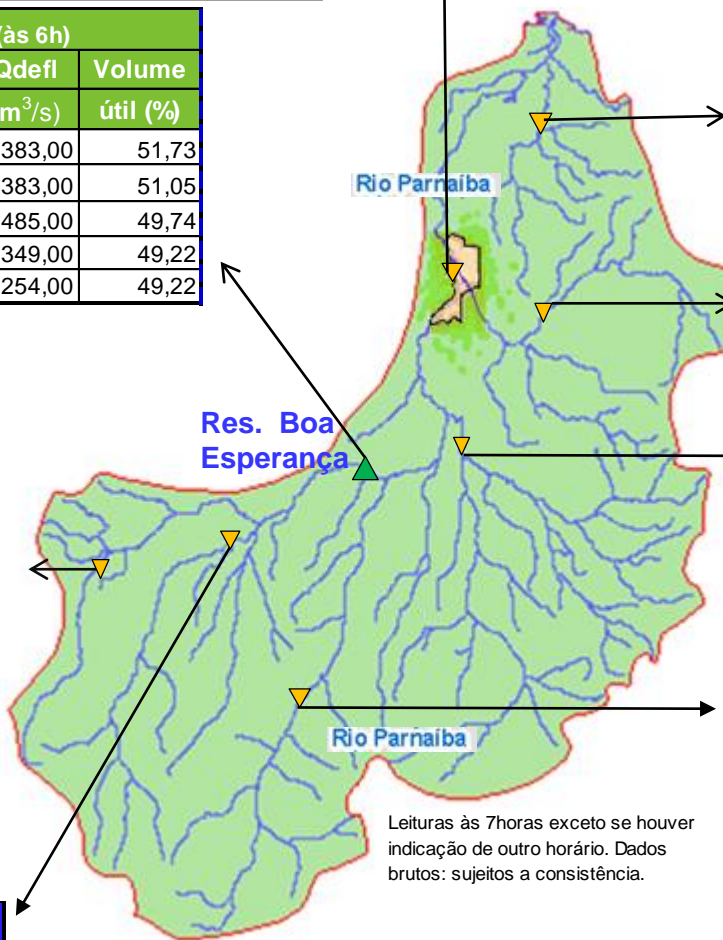 (às 6h)
Qdefl Volume
m³/s) útil (%)
383,00 51,73
383,00 51,05
485,00 49,74
349,00 49,22
254,00 49,22
Rio Parnaíba
Res. Boa
Esperança
Rio Parnaíba
Leituras às 7horas exceto se houver
indicação de outro horário. Dados
brutos: sujeitos a consistência.